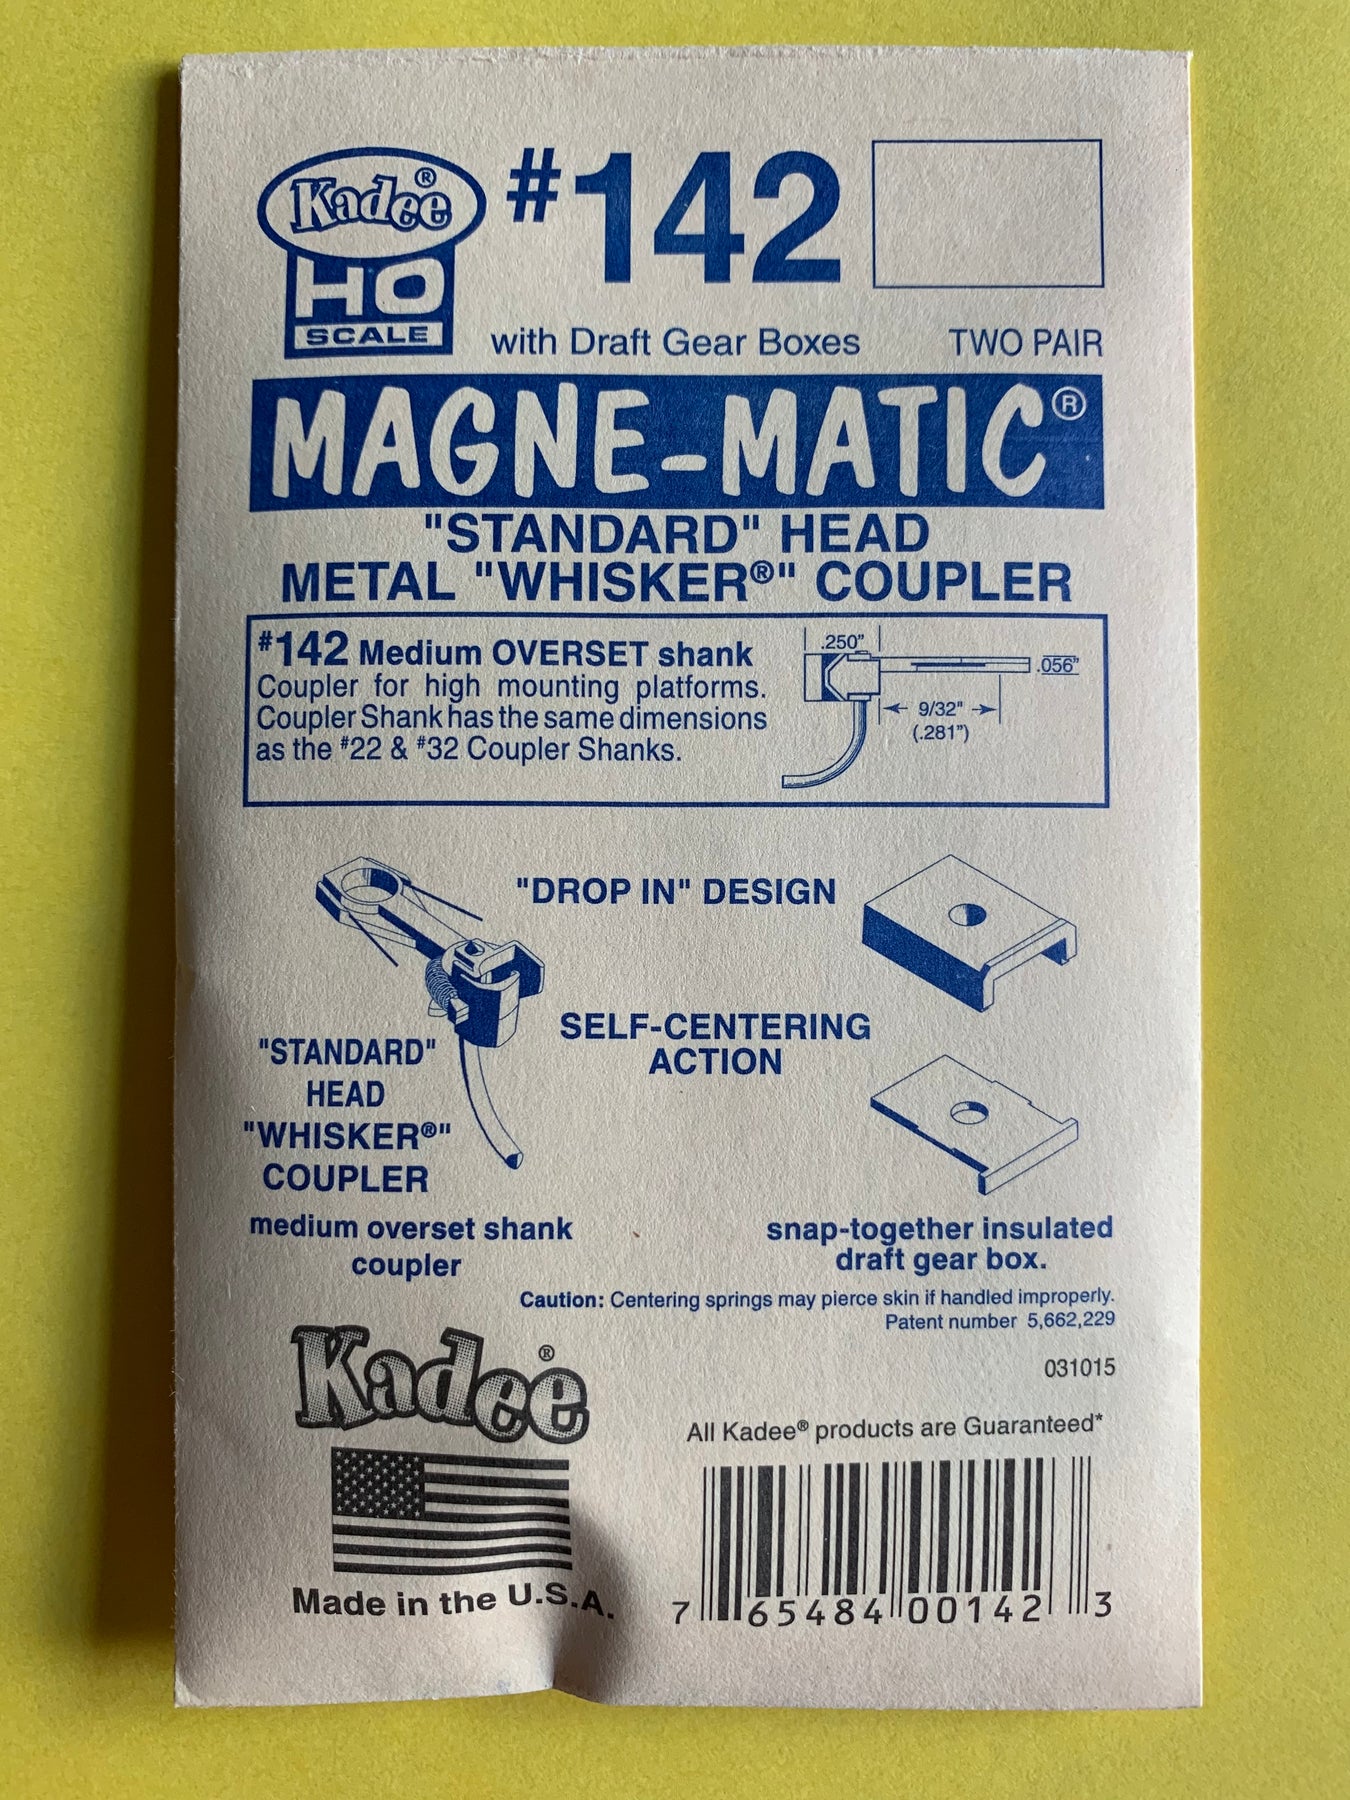 Kadee®
HO
SCALE
#142
with Draft Gear Boxes
TWO PAIR
MAGNE-MATIC®
"STANDARD" HEAD
METAL "WHISKER®" COUPLER
#142 Medium OVERSET shank
Coupler for high mounting platforms.
Coupler Shank has the same dimensions
as the #22 & #32 Coupler Shanks.
.250"
.056"
9/32"
(.281")
"DROP IN" DESIGN
SELF-CENTERING
ACTION
"STANDARD"
HEAD
"WHISKER®"
COUPLER
medium overset shank
coupler
snap-together insulated
draft gear box.
Caution: Centering springs may pierce skin if handled improperly.
Patent number 5,662,229
031015
Kadee®
Made in the U.S.A.
All Kadee® products are Guaranteed*
7 65484 00142 3